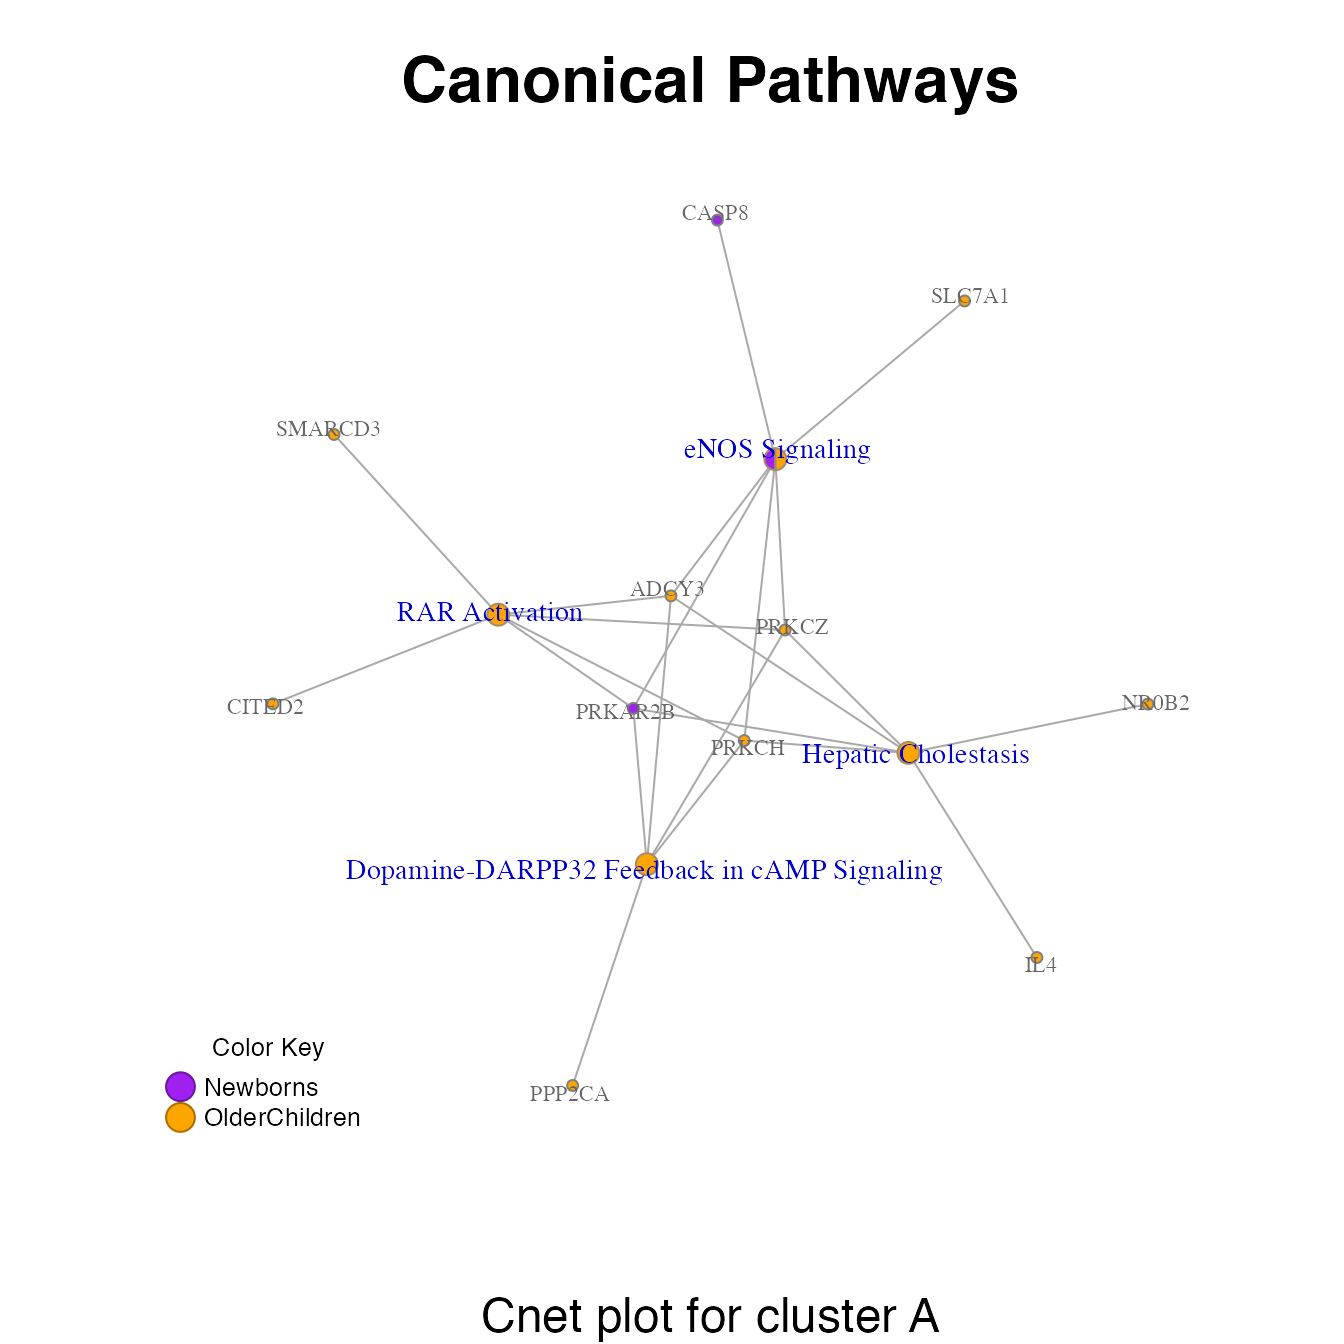 Canonical Pathways
CASP8
SLC7A1
SMARCD3
eNOS Signaling
ADCY3
RAR Activation
PRKCZ
CITED2
PRKAR2B
NR0B2
PRKCH
Hepatic Cholestasis
Dopamine-DARPP32 Feedback in cAMP Signaling
IL4
Color Key
Newborns
PPP2CA
OlderChildren
Cnet plot for cluster A